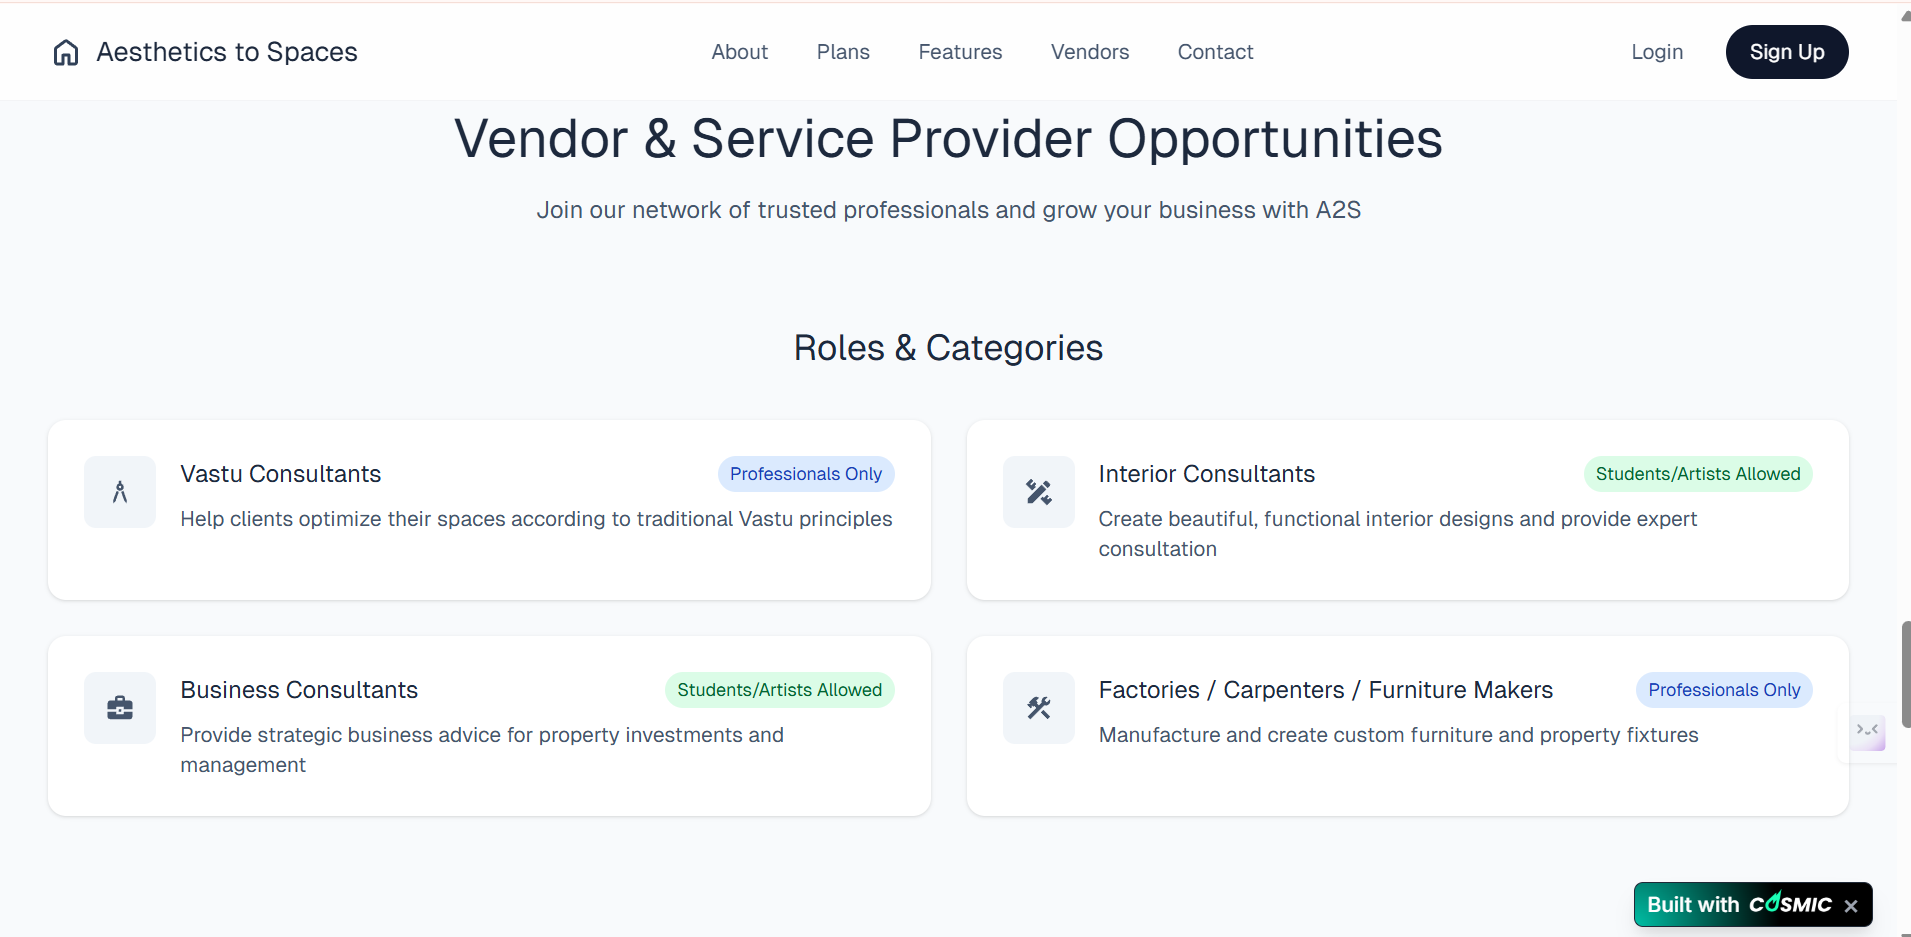 Aesthetics to Spaces
About
Plans
Features
Vendors
Contact
Login
Sign Up
Vendor & Service Provider Opportunities
Join our network of trusted professionals and grow your business with A2S
Roles & Categories
Vastu Consultants
Professionals Only
Help clients optimize their spaces according to traditional Vastu principles
Interior Consultants
Students/Artists Allowed
Create beautiful, functional interior designs and provide expert
consultation
Business Consultants
Students/Artists Allowed
Provide strategic business advice for property investments and
management
Factories / Carpenters / Furniture Makers
Professionals Only
Manufacture and create custom furniture and property fixtures
Built with COSMIC